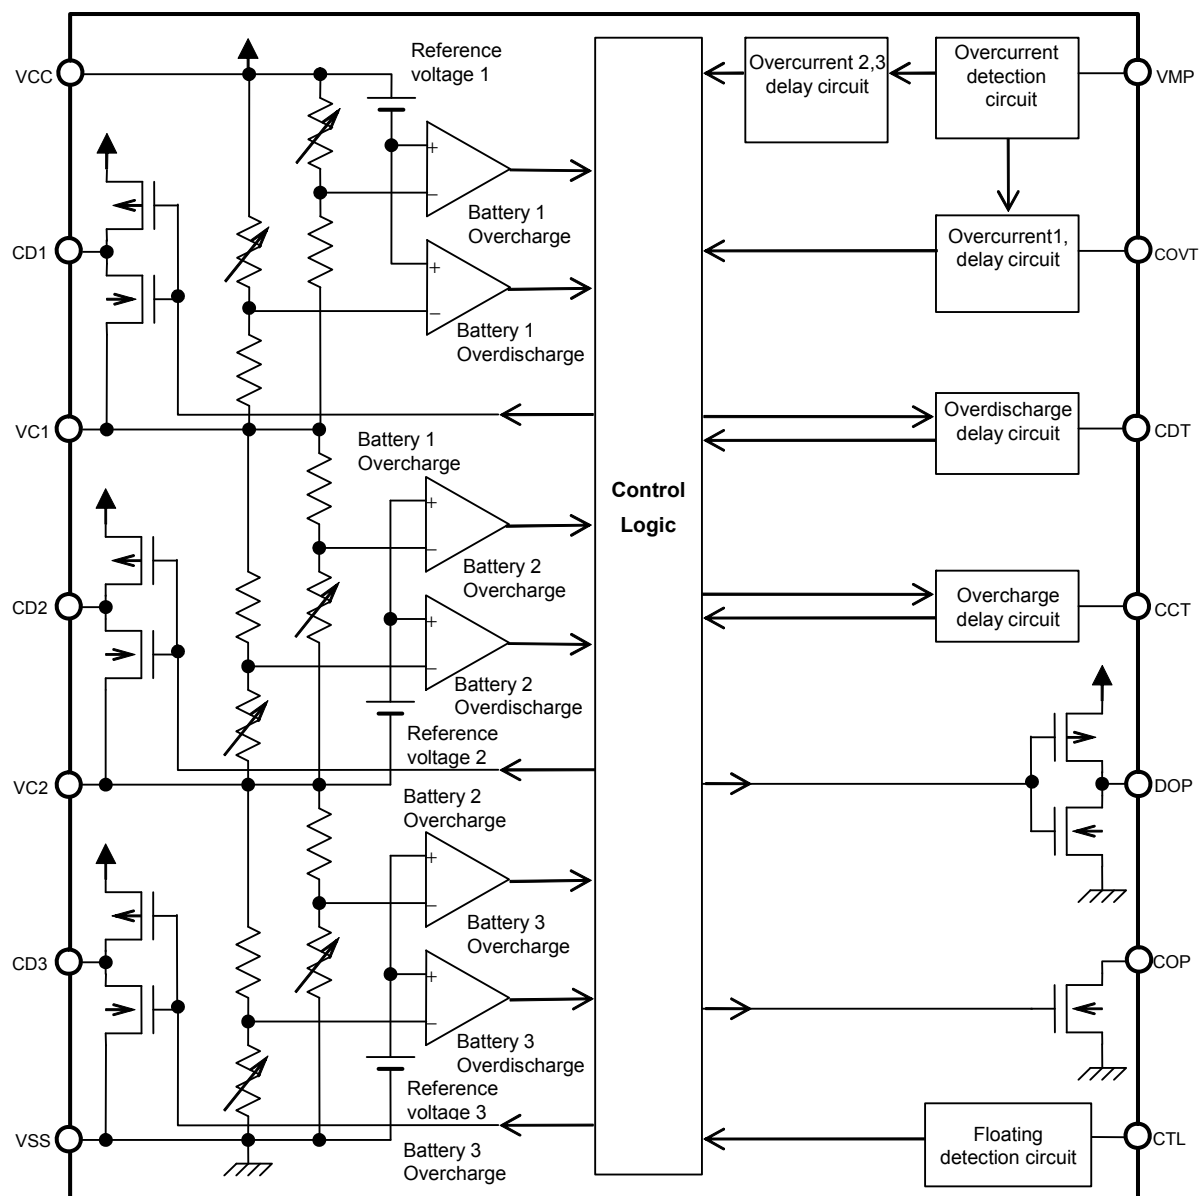 Reference
voltage 1
VCC
Overcurrent 2,3
delay circuit
Overcurrent
detection
circuit
VMP
+
−
Battery 1
Overcharge
CD1
+
−
Battery 1
Overdischarge
Overcurrent1,
delay circuit
COVT
VC1
Battery 1
Overcharge
Overdischarge
delay circuit
CDT
+
−
Battery 2
Overcharge
Control
Logic
CD2
+
−
Battery 2
Overdischarge
Overcharge
delay circuit
CCT
Reference
voltage 2
VC2
Battery 2
Overcharge
DOP
+
−
Battery 3
Overcharge
CD3
+
−
Battery 3
Overdischarge
COP
Reference
voltage 3
VSS
Battery 3
Overcharge
Floating
detection circuit
CTL